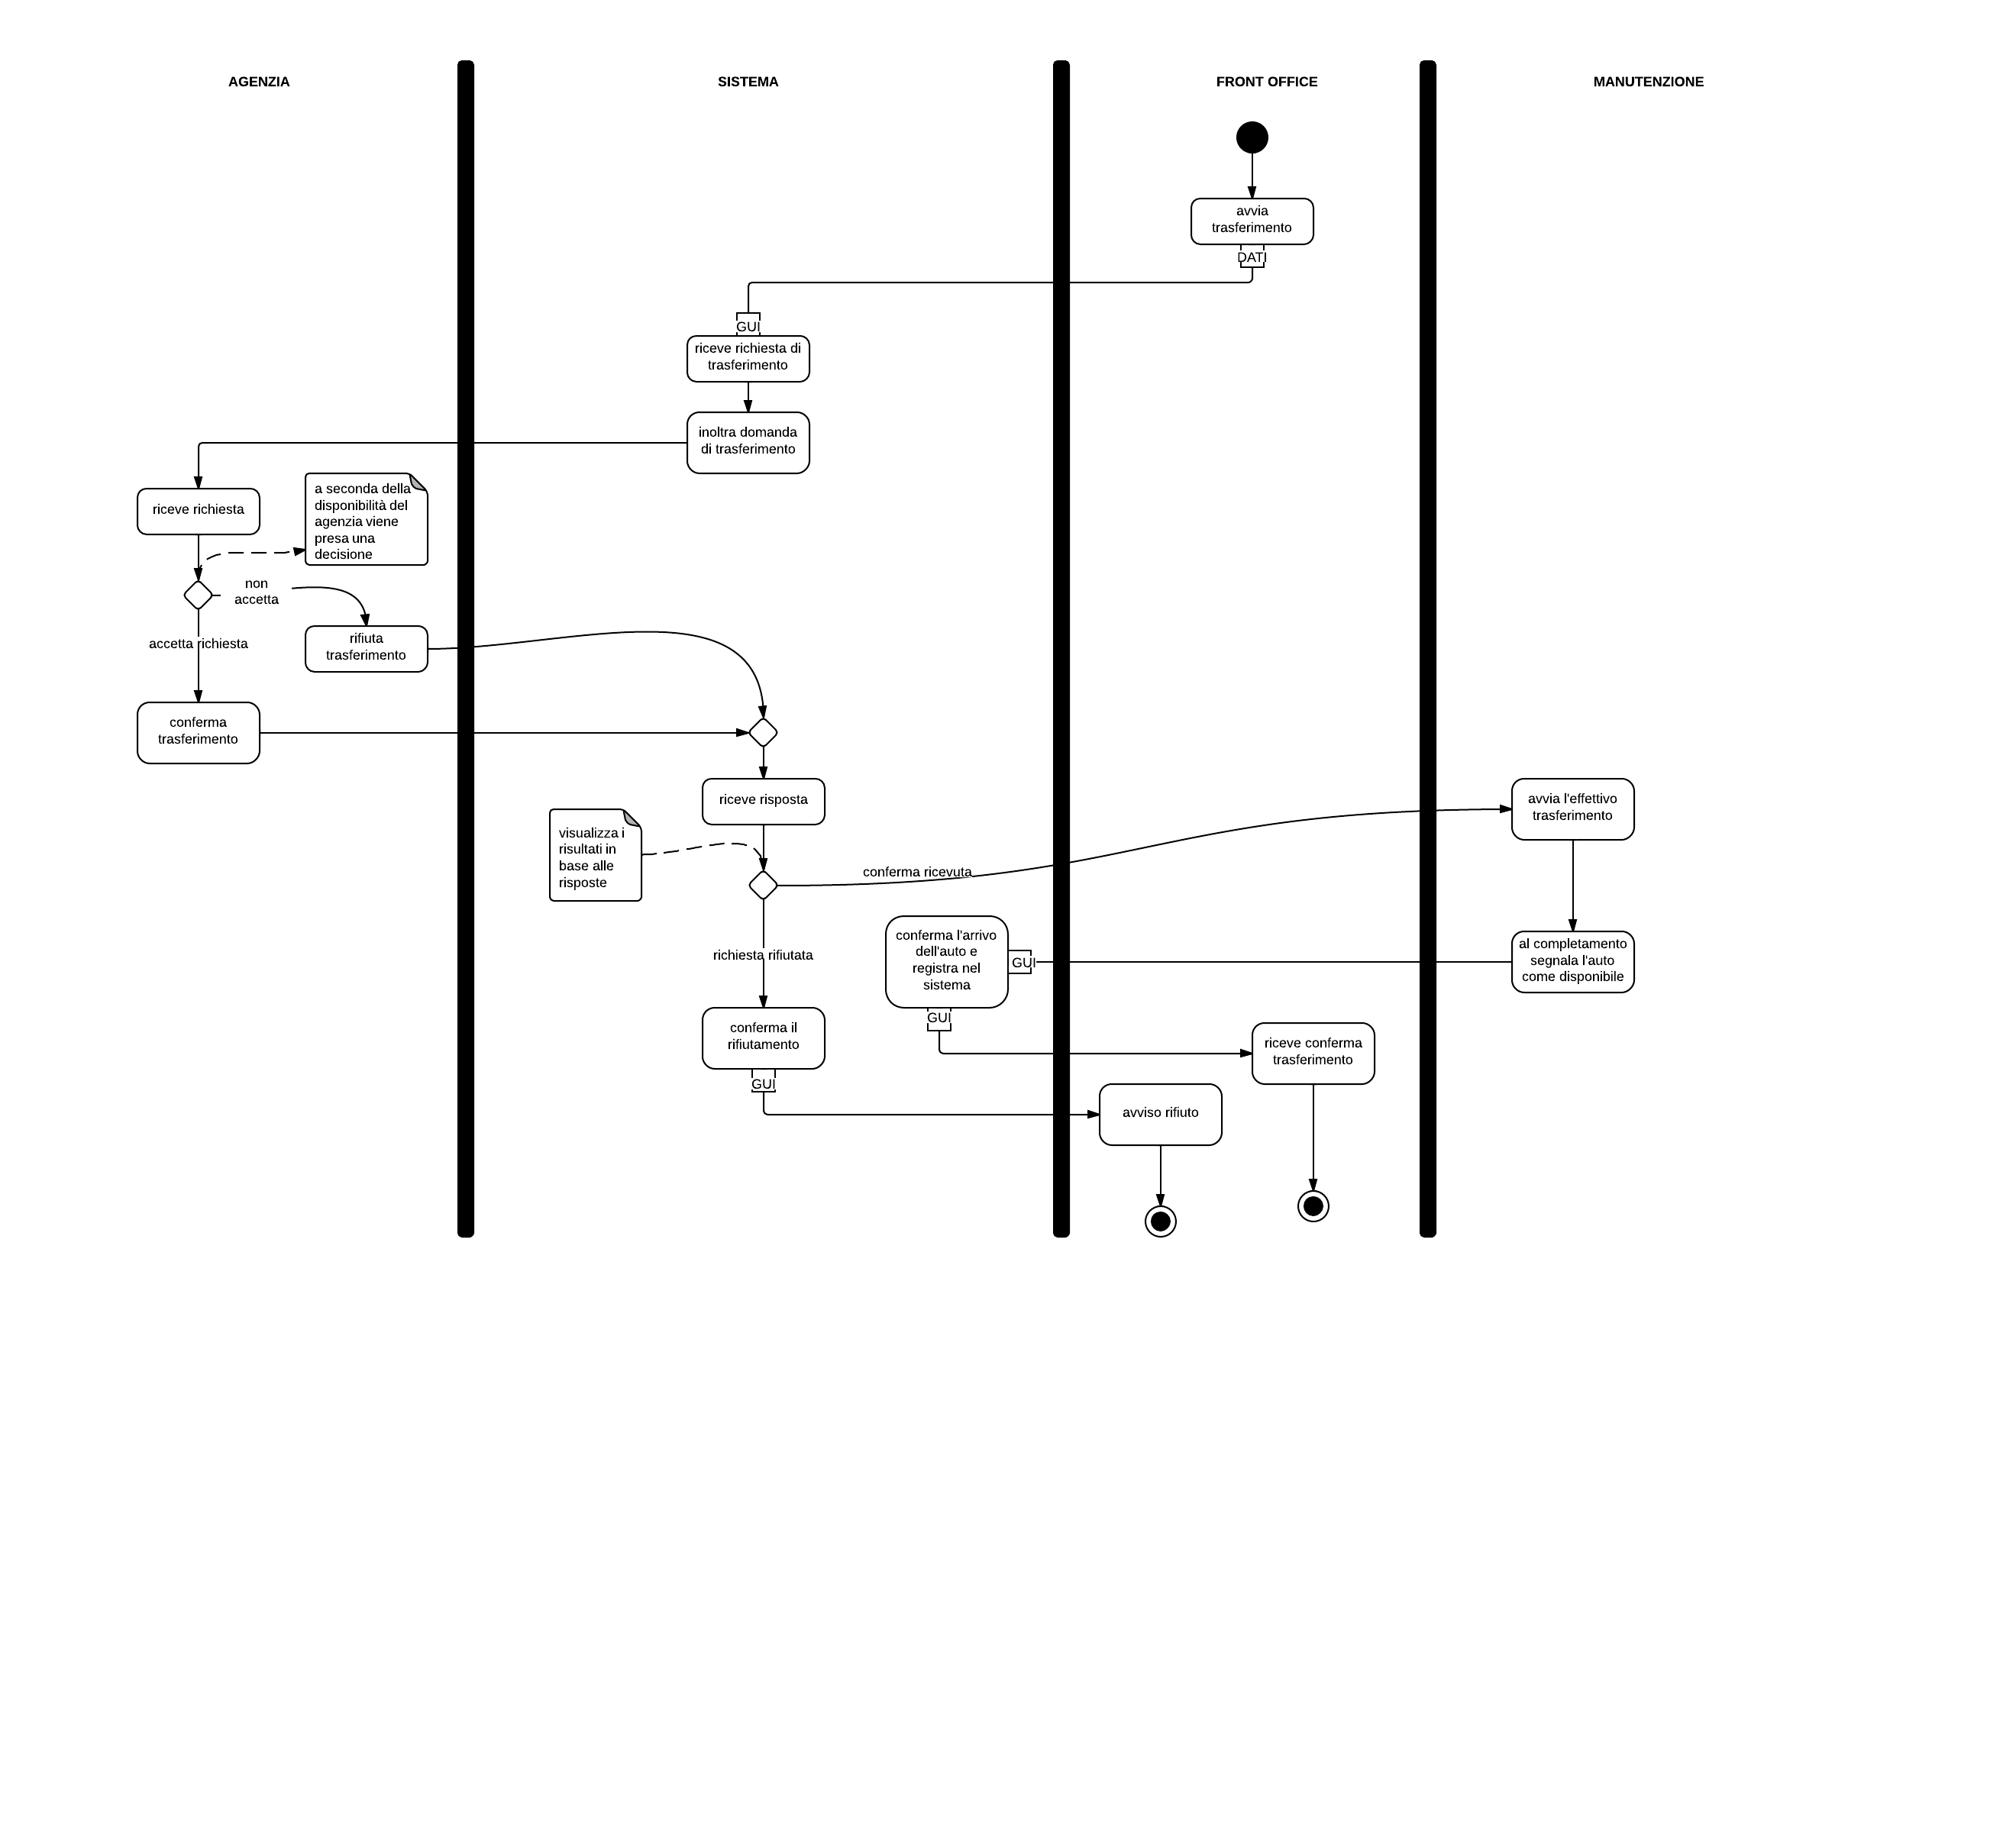 AGENZIA
SISTEMA
FRONT OFFICE
MANUTENZIONE
avvia
trasferimento
DATI
GUI
riceve richiesta di
trasferimento
inoltra domanda
di trasferimento
riceve richiesta
a seconda della
disponibilità del
agenzia viene
presa una
decisione
non
accetta
accetta richiesta
rifiuta
trasferimento
conferma
trasferimento
riceve risposta
avvia l'effettivo
trasferimento
visualizza i
risultati in
base alle
risposte
conferma ricevuta
richiesta rifiutata
conferma l'arrivo
dell'auto e
registra nel
sistema
GUI
al completamento
segnala l'auto
come disponibile
GUI
conferma il
rifiutamento
GUI
riceve conferma
trasferimento
avviso rifiuto